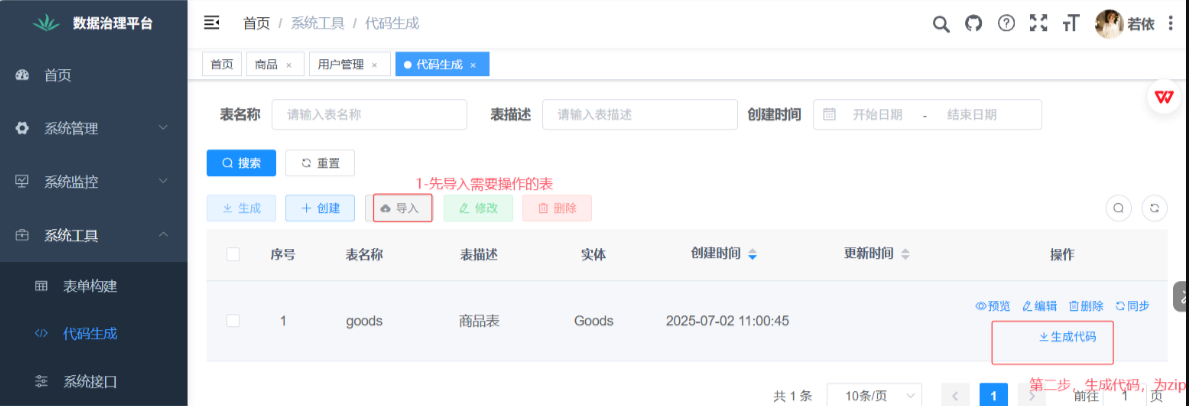 数据治理平台
首页 / 系统工具 / 代码生成
若依
首页
商品 ×
用户管理 ×
代码生成 ×
首页
系统管理
系统监控
系统工具
表单构建
代码生成
系统接口
表名称 请输入表名称 表描述 请输入表描述 创建时间 开始日期 - 结束日期
搜索 重置
1-先导入需要操作的表
生成 创建 导入 修改 删除
序号 表名称 表描述 实体 创建时间 更新时间 操作
1 goods 商品表 Goods 2025-07-02 11:00:45 预览 编辑 删除 同步
生成代码
第二步，生成代码，为zip
共 1 条 10条/页 1 前往 1 页